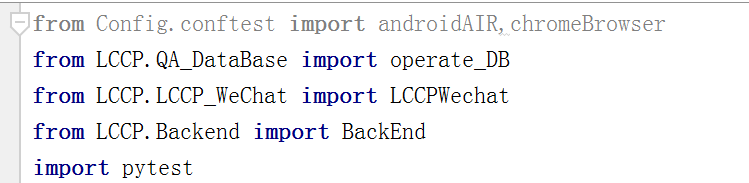 from Config.conftest import androidAIR,chromeBrowser
from LCCP.QA_DataBase import operate_DB
from LCCP.LCCP_WeChat import LCCPWechat
from LCCP.Backend import BackEnd
import pytest